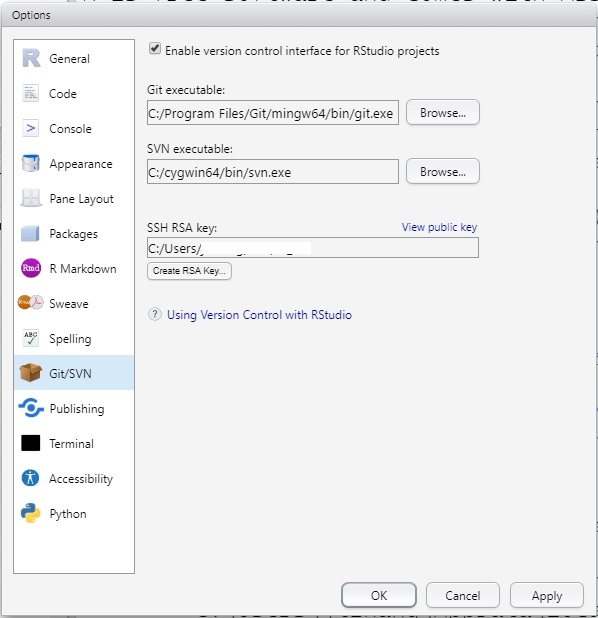 Options
General
Code
Console
Appearance
Pane Layout
Packages
R Markdown
Sweave
Spelling
Git/SVN
Publishing
Terminal
Accessibility
Python
Enable version control interface for RStudio projects
Git executable:
C:/Program Files/Git/mingw64/bin/git.exe
Browse...
SVN executable:
C:/cygwin64/bin/svn.exe
Browse...
SSH RSA key:
View public key
C:/Users/
Create RSA Key...
? Using Version Control with RStudio
R
>
Rmd
Rnw
ABC
OK
Cancel
Apply